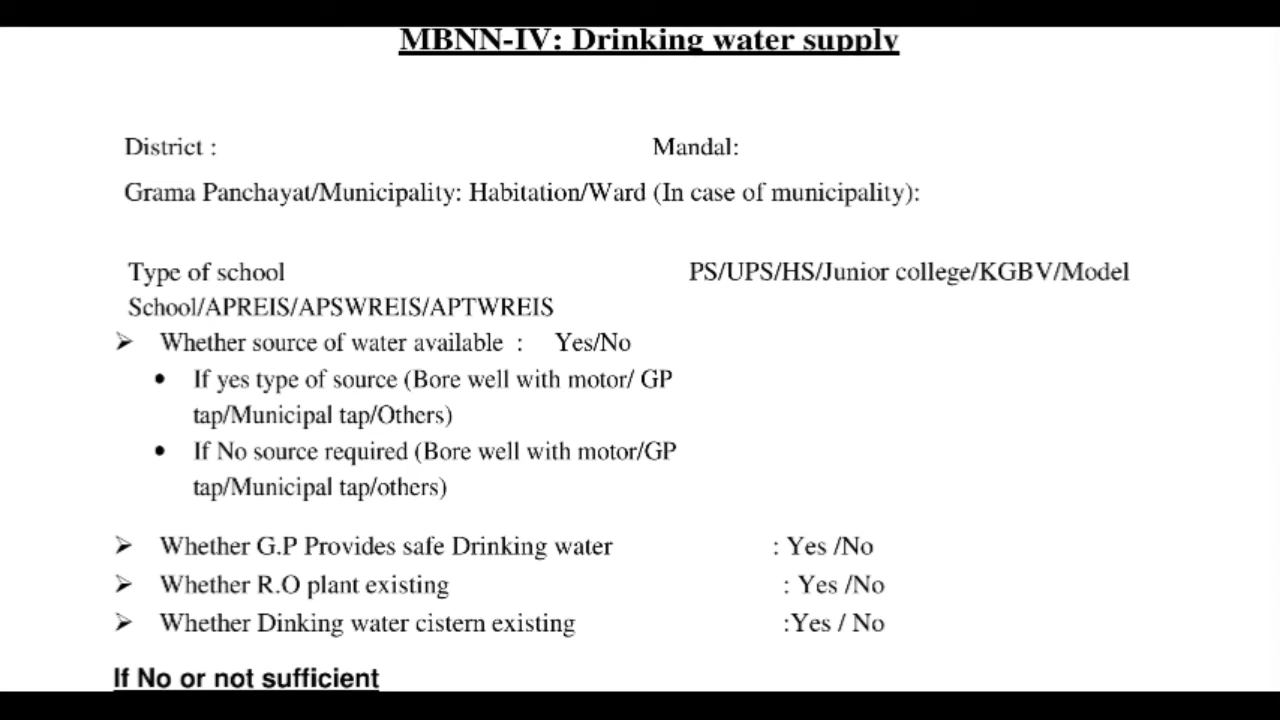 MBNN-IV: Drinking water supply
District : Mandal:
Grama Panchayat/Municipality: Habitation/Ward (In case of municipality):
Type of school PS/UPS/HS/Junior college/KGBV/Model
School/APREIS/APSWREIS/APTWREIS
➢ Whether source of water available : Yes/No
• If yes type of source (Bore well with motor/ GP
tap/Municipal tap/Others)
• If No source required (Bore well with motor/GP
tap/Municipal tap/others)
➢ Whether G.P Provides safe Drinking water : Yes /No
➢ Whether R.O plant existing : Yes /No
➢ Whether Dinking water cistern existing :Yes / No
If No or not sufficient